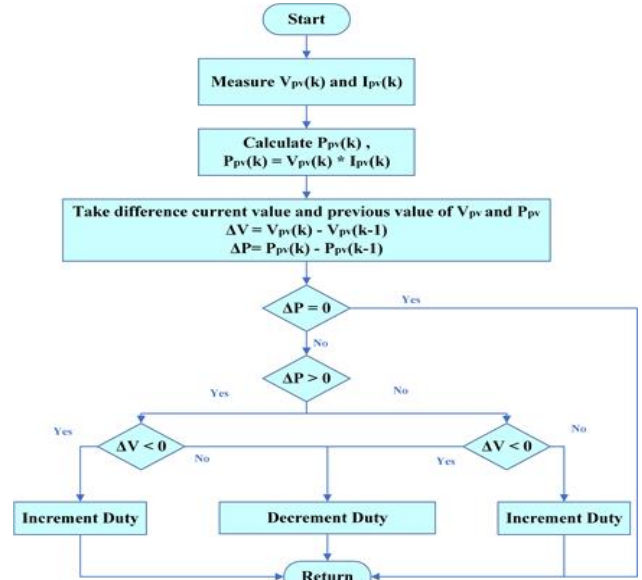 Start
Measure Vpv(k) and Ipv(k)
Calculate Ppv(k) ,
Ppv(k) = Vpv(k) * Ipv(k)
Take difference current value and previous value of Vpv and Ppv
ΔV = Vpv(k) - Vpv(k-1)
ΔP= Ppv(k) - Ppv(k-1)
ΔP = 0
Yes
No
ΔP > 0
Yes
No
Yes
ΔV < 0
No
Yes
ΔV < 0
No
Increment Duty
Decrement Duty
Increment Duty
Return